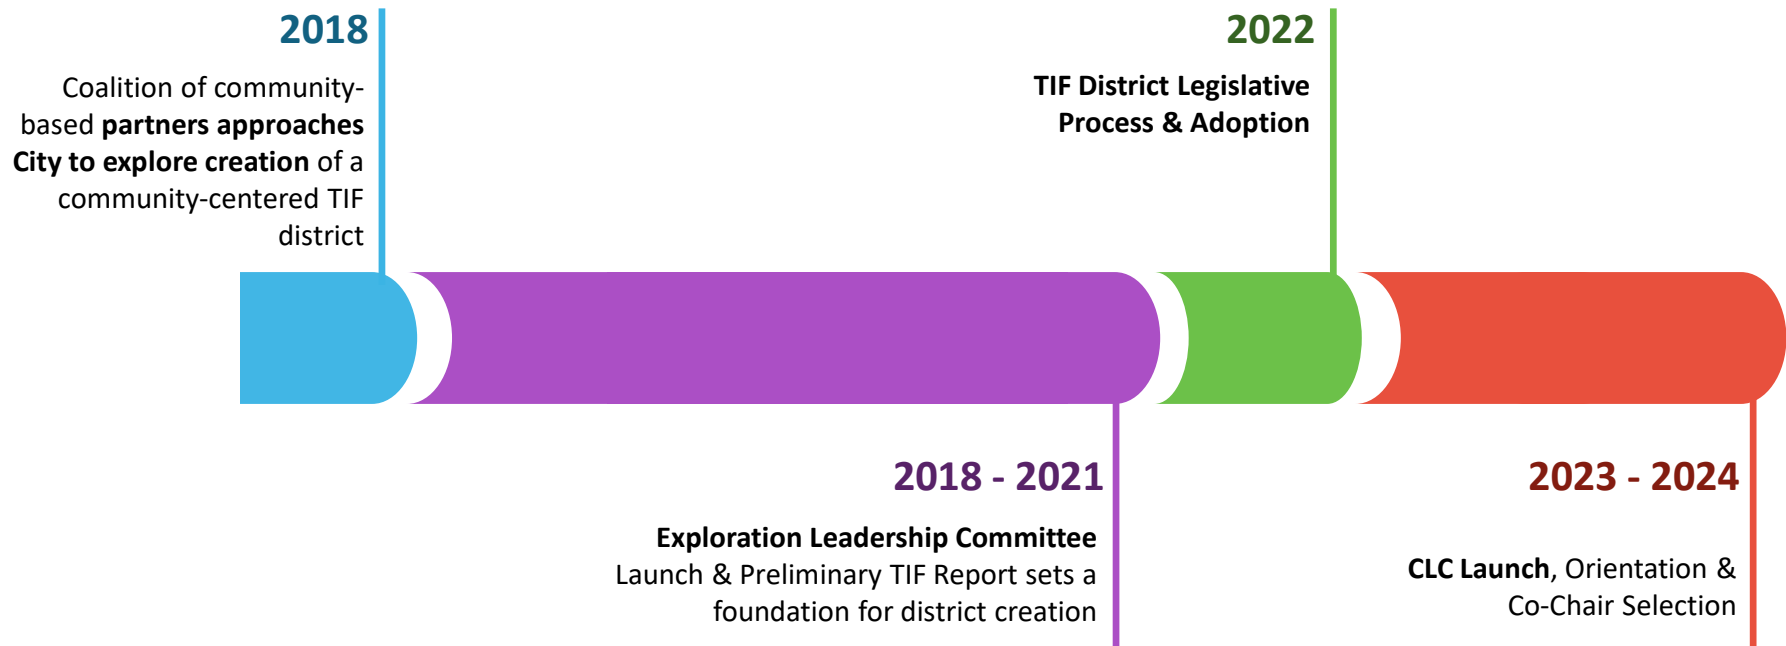 2018
Coalition of community-
based partners approaches
City to explore creation of a
community-centered TIF
district
2022
TIF District Legislative
Process & Adoption
2018 - 2021
Exploration Leadership Committee
Launch & Preliminary TIF Report sets a
foundation for district creation
2023 - 2024
CLC Launch, Orientation &
Co-Chair Selection